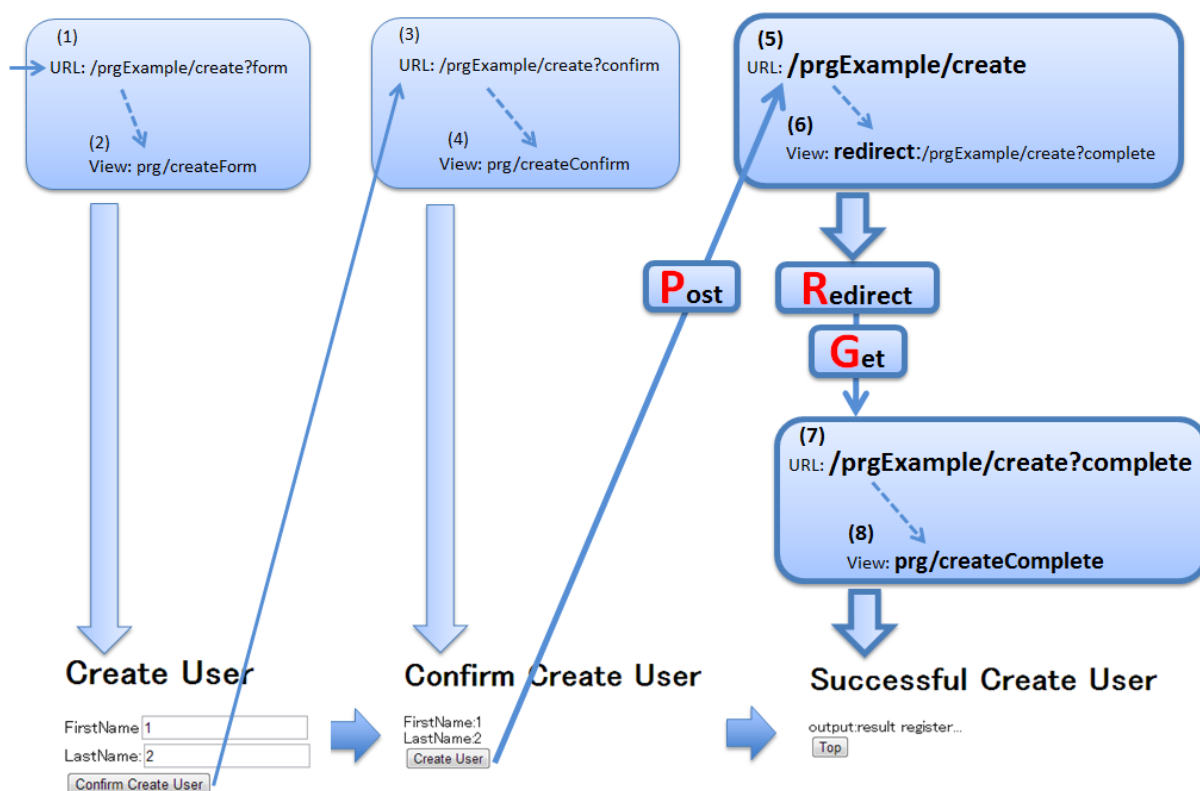 (1)
URL: /prgExample/create?form
(2)
View: prg/createForm
(3)
URL: /prgExample/create?confirm
(4)
View: prg/createConfirm
(5)
URL: /prgExample/create
(6)
View: redirect:/prgExample/create?complete
Post
Redirect
Get
(7)
URL: /prgExample/create?complete
(8)
View: prg/createComplete
Create User
FirstName 1
LastName: 2
Confirm Create User
Confirm Create User
FirstName:1
LastName:2
Create User
Successful Create User
output:result register...
Top